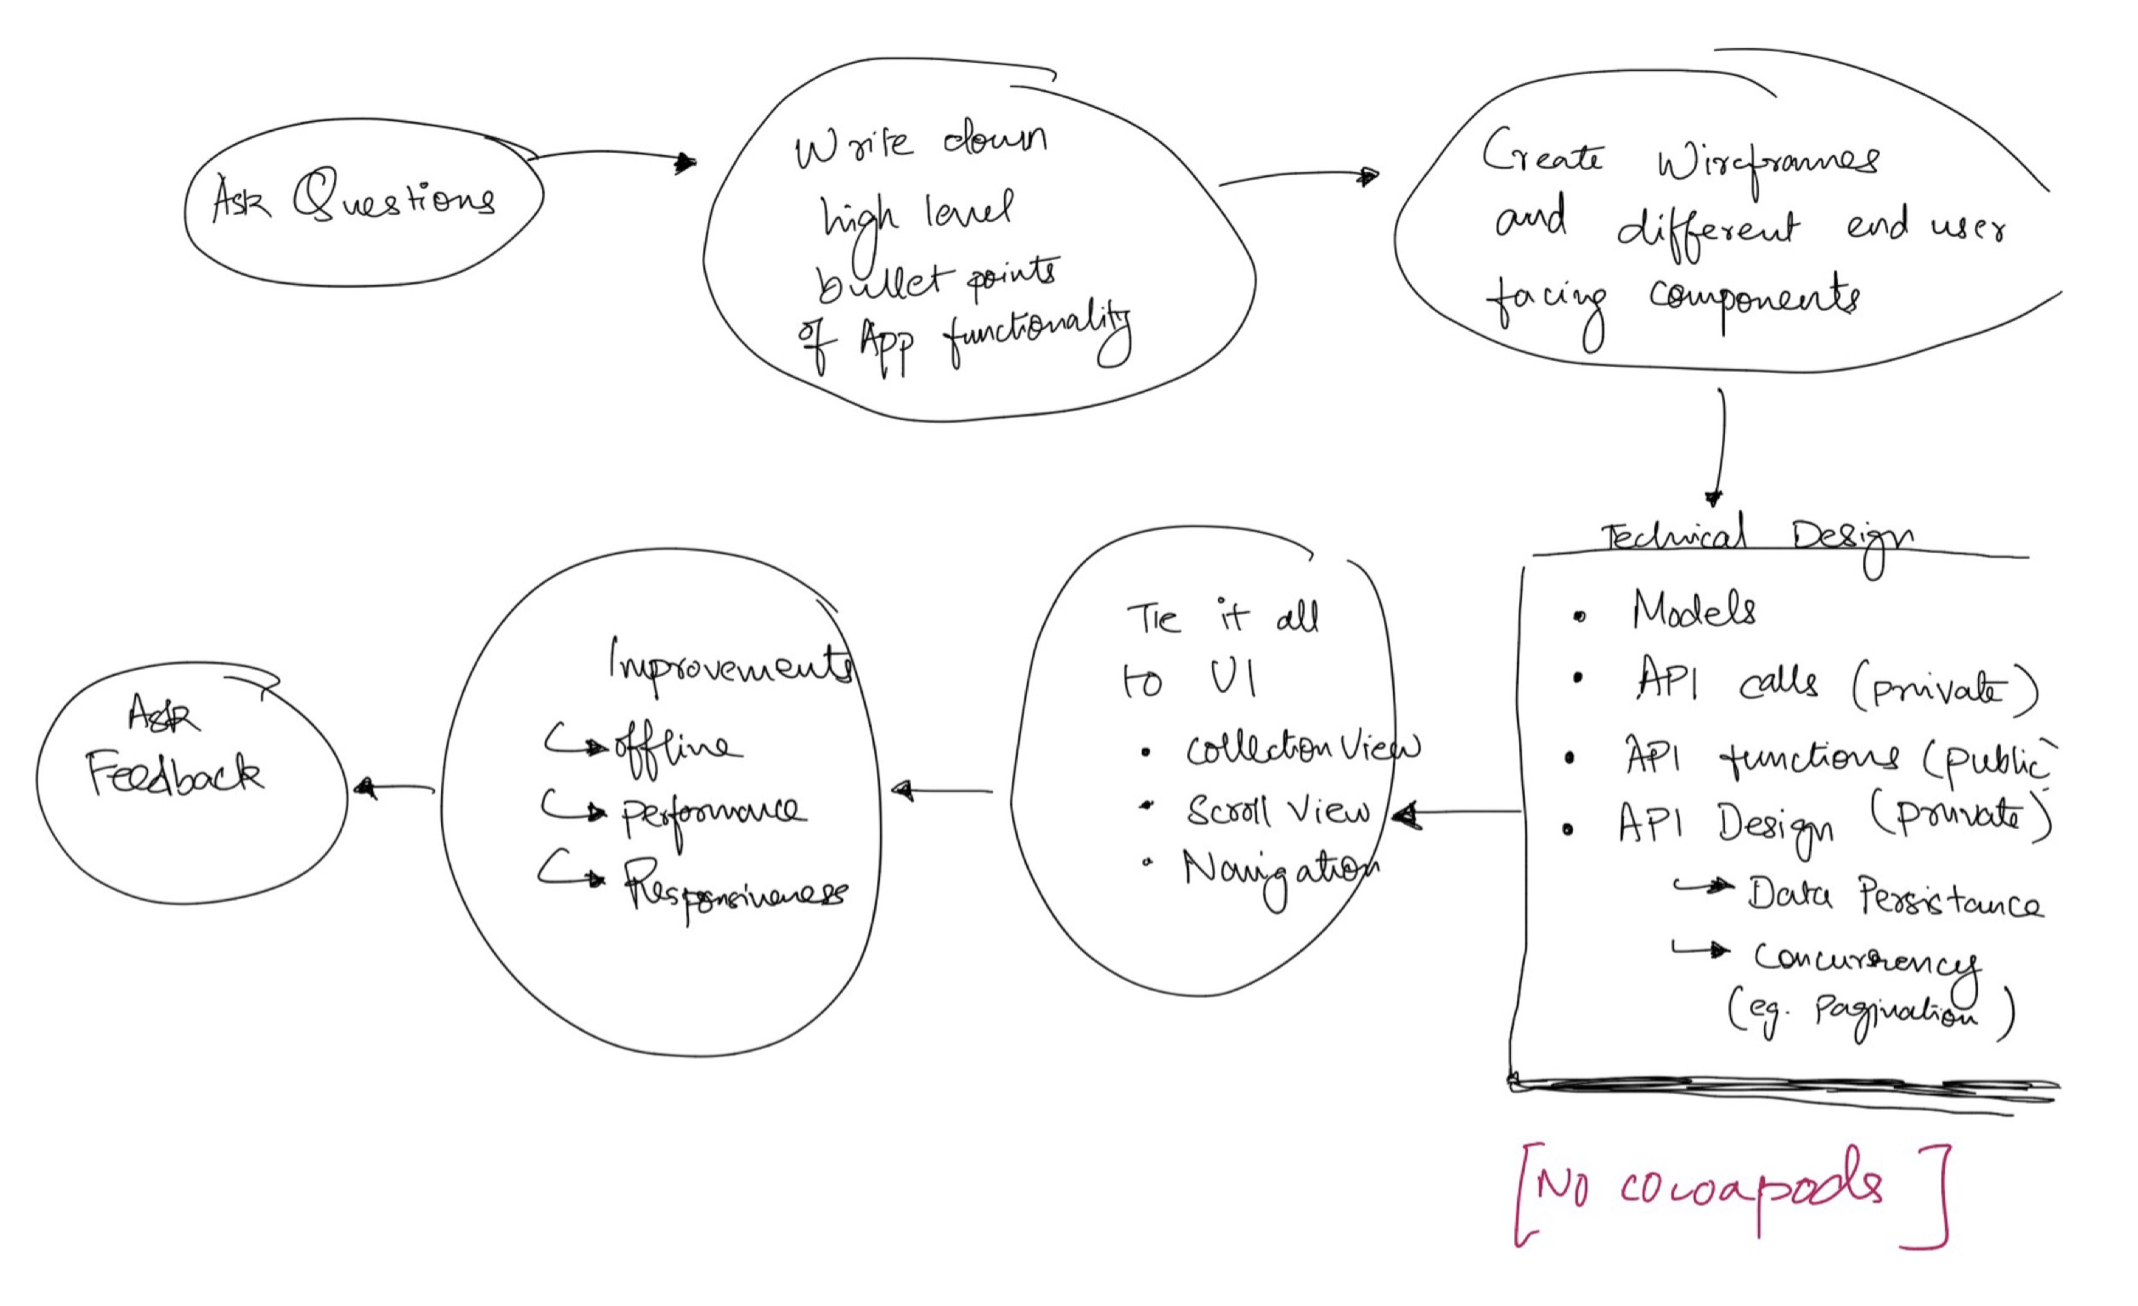 Ask Questions
Write down
high level
bullet points
of App functionality
Create Wireframes
and different end user
facing components
Technical Design
• Models
• API calls (private)
• API functions (public)
• API Design (private)
Data Persistance
Concurrency
(eg. Pagination)
[No cocoapods]
Tie it all
to UI
• CollectionView
• Scroll View
• Navigation
Improvements
offline
performance
Responsiveness
Ask
Feedback